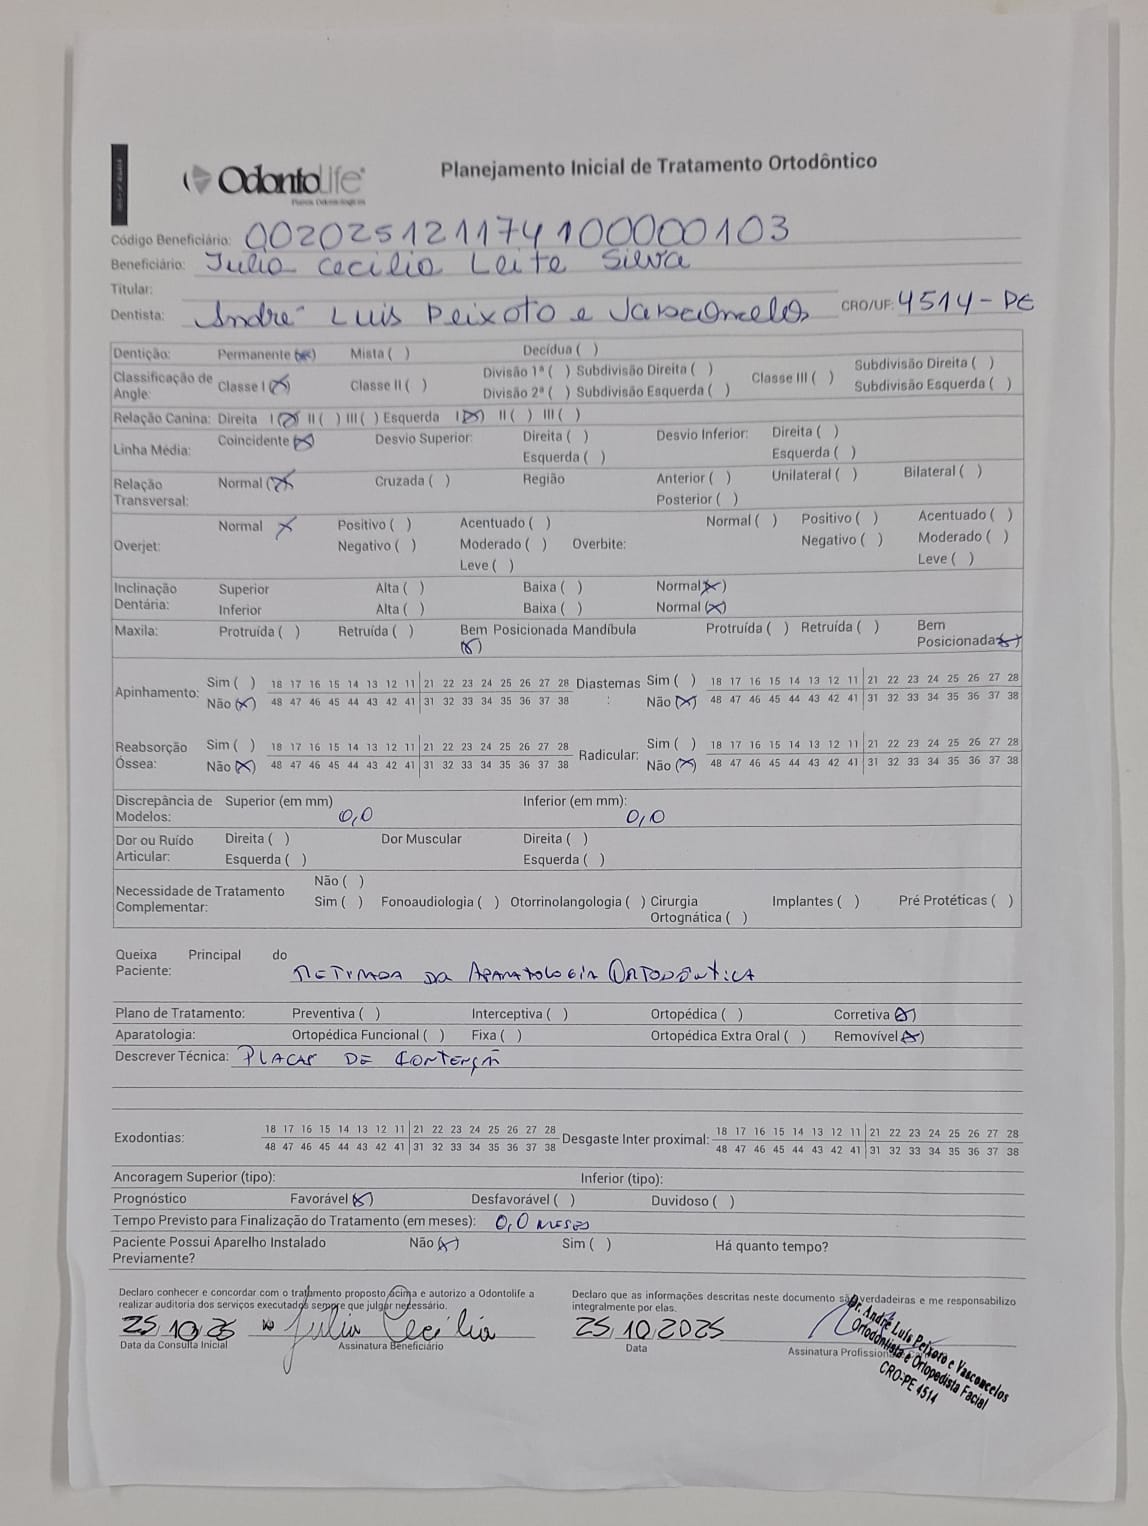 OdontoLife
Planos Odontológicos
Planejamento Inicial de Tratamento Ortodôntico
Código Beneficiário: 002025121174100000103
Beneficiário: Julia Cecilia Leite Silva
Titular:
Dentista: André Luis Peixoto e Vasconcelos CRO/UF: 4514-PE
Dentição: Permanente (x) Mista ( ) Decídua ( )
Classificação de Angle: Classe I (x) Classe II ( ) Divisão 1ª ( ) Subdivisão Direita ( ) Divisão 2ª ( ) Subdivisão Esquerda ( ) Classe III ( ) Subdivisão Direita ( ) Subdivisão Esquerda ( )
Relação Canina: Direita I (x) II ( ) III ( ) Esquerda I (x) II ( ) III ( )
Linha Média: Coincidente (x) Desvio Superior: Direita ( ) Esquerda ( ) Desvio Inferior: Direita ( ) Esquerda ( )
Relação Transversal: Normal (x) Cruzada ( ) Região Anterior ( ) Posterior ( ) Unilateral ( ) Bilateral ( )
Overjet: Normal x Positivo ( ) Negativo ( ) Acentuado ( ) Moderado ( ) Leve ( ) Overbite: Normal ( ) Positivo ( ) Negativo ( ) Acentuado ( ) Moderado ( ) Leve ( )
Inclinação Dentária: Superior Alta ( ) Baixa ( ) Normal (x)
Inferior Alta ( ) Baixa ( ) Normal (x)
Maxila: Protruída ( ) Retruída ( ) Bem Posicionada (x) Mandíbula Protruída ( ) Retruída ( ) Bem Posicionada (x)
Apinhamento: Sim ( ) 18 17 16 15 14 13 12 11 21 22 23 24 25 26 27 28 Diastemas : Sim ( ) 18 17 16 15 14 13 12 11 21 22 23 24 25 26 27 28
Não (x) 48 47 46 45 44 43 42 41 31 32 33 34 35 36 37 38 Não (x) 48 47 46 45 44 43 42 41 31 32 33 34 35 36 37 38
Reabsorção Óssea: Sim ( ) 18 17 16 15 14 13 12 11 21 22 23 24 25 26 27 28 Radicular: Sim ( ) 18 17 16 15 14 13 12 11 21 22 23 24 25 26 27 28
Não (x) 48 47 46 45 44 43 42 41 31 32 33 34 35 36 37 38 Não (x) 48 47 46 45 44 43 42 41 31 32 33 34 35 36 37 38
Discrepância de Modelos: Superior (em mm) 0,0 Inferior (em mm): 0,0
Dor ou Ruído Articular: Direita ( ) Esquerda ( ) Dor Muscular Direita ( ) Esquerda ( )
Necessidade de Tratamento Complementar: Não ( )
Sim ( ) Fonoaudiologia ( ) Otorrinolangologia ( ) Cirurgia Ortognática ( ) Implantes ( ) Pré Protéticas ( )
Queixa Principal do Paciente: RETIRADA DA APARATOLOGIA ORTODÔNTICA
Plano de Tratamento: Preventiva ( ) Interceptiva ( ) Ortopédica ( ) Corretiva (x)
Aparatologia: Ortopédica Funcional ( ) Fixa ( ) Ortopédica Extra Oral ( ) Removível (x)
Descrever Técnica: PLACAS DE CONTENÇÃ
Exodontias: 18 17 16 15 14 13 12 11 21 22 23 24 25 26 27 28 Desgaste Inter proximal: 18 17 16 15 14 13 12 11 21 22 23 24 25 26 27 28
48 47 46 45 44 43 42 41 31 32 33 34 35 36 37 38 48 47 46 45 44 43 42 41 31 32 33 34 35 36 37 38
Ancoragem Superior (tipo): Inferior (tipo):
Prognóstico Favorável (x) Desfavorável ( ) Duvidoso ( )
Tempo Previsto para Finalização do Tratamento (em meses): 0,0 MESES
Paciente Possui Aparelho Instalado Previamente? Não (x) Sim ( ) Há quanto tempo?
Declaro conhecer e concordar com o tratamento proposto acima e autorizo a Odontolife a
realizar auditoria dos serviços executados sempre que julgar necessário.
25 10 25 Julia Cecilia
Data da Consulta Inicial Assinatura Beneficiário
Declaro que as informações descritas neste documento são verdadeiras e me responsabilizo
integralmente por elas.
25, 10, 2025
Data Assinatura Profissional
Dr. André Luís Peixoto e Vasconcelos
Ortodontista e Ortopedista Facial
CRO-PE 4514